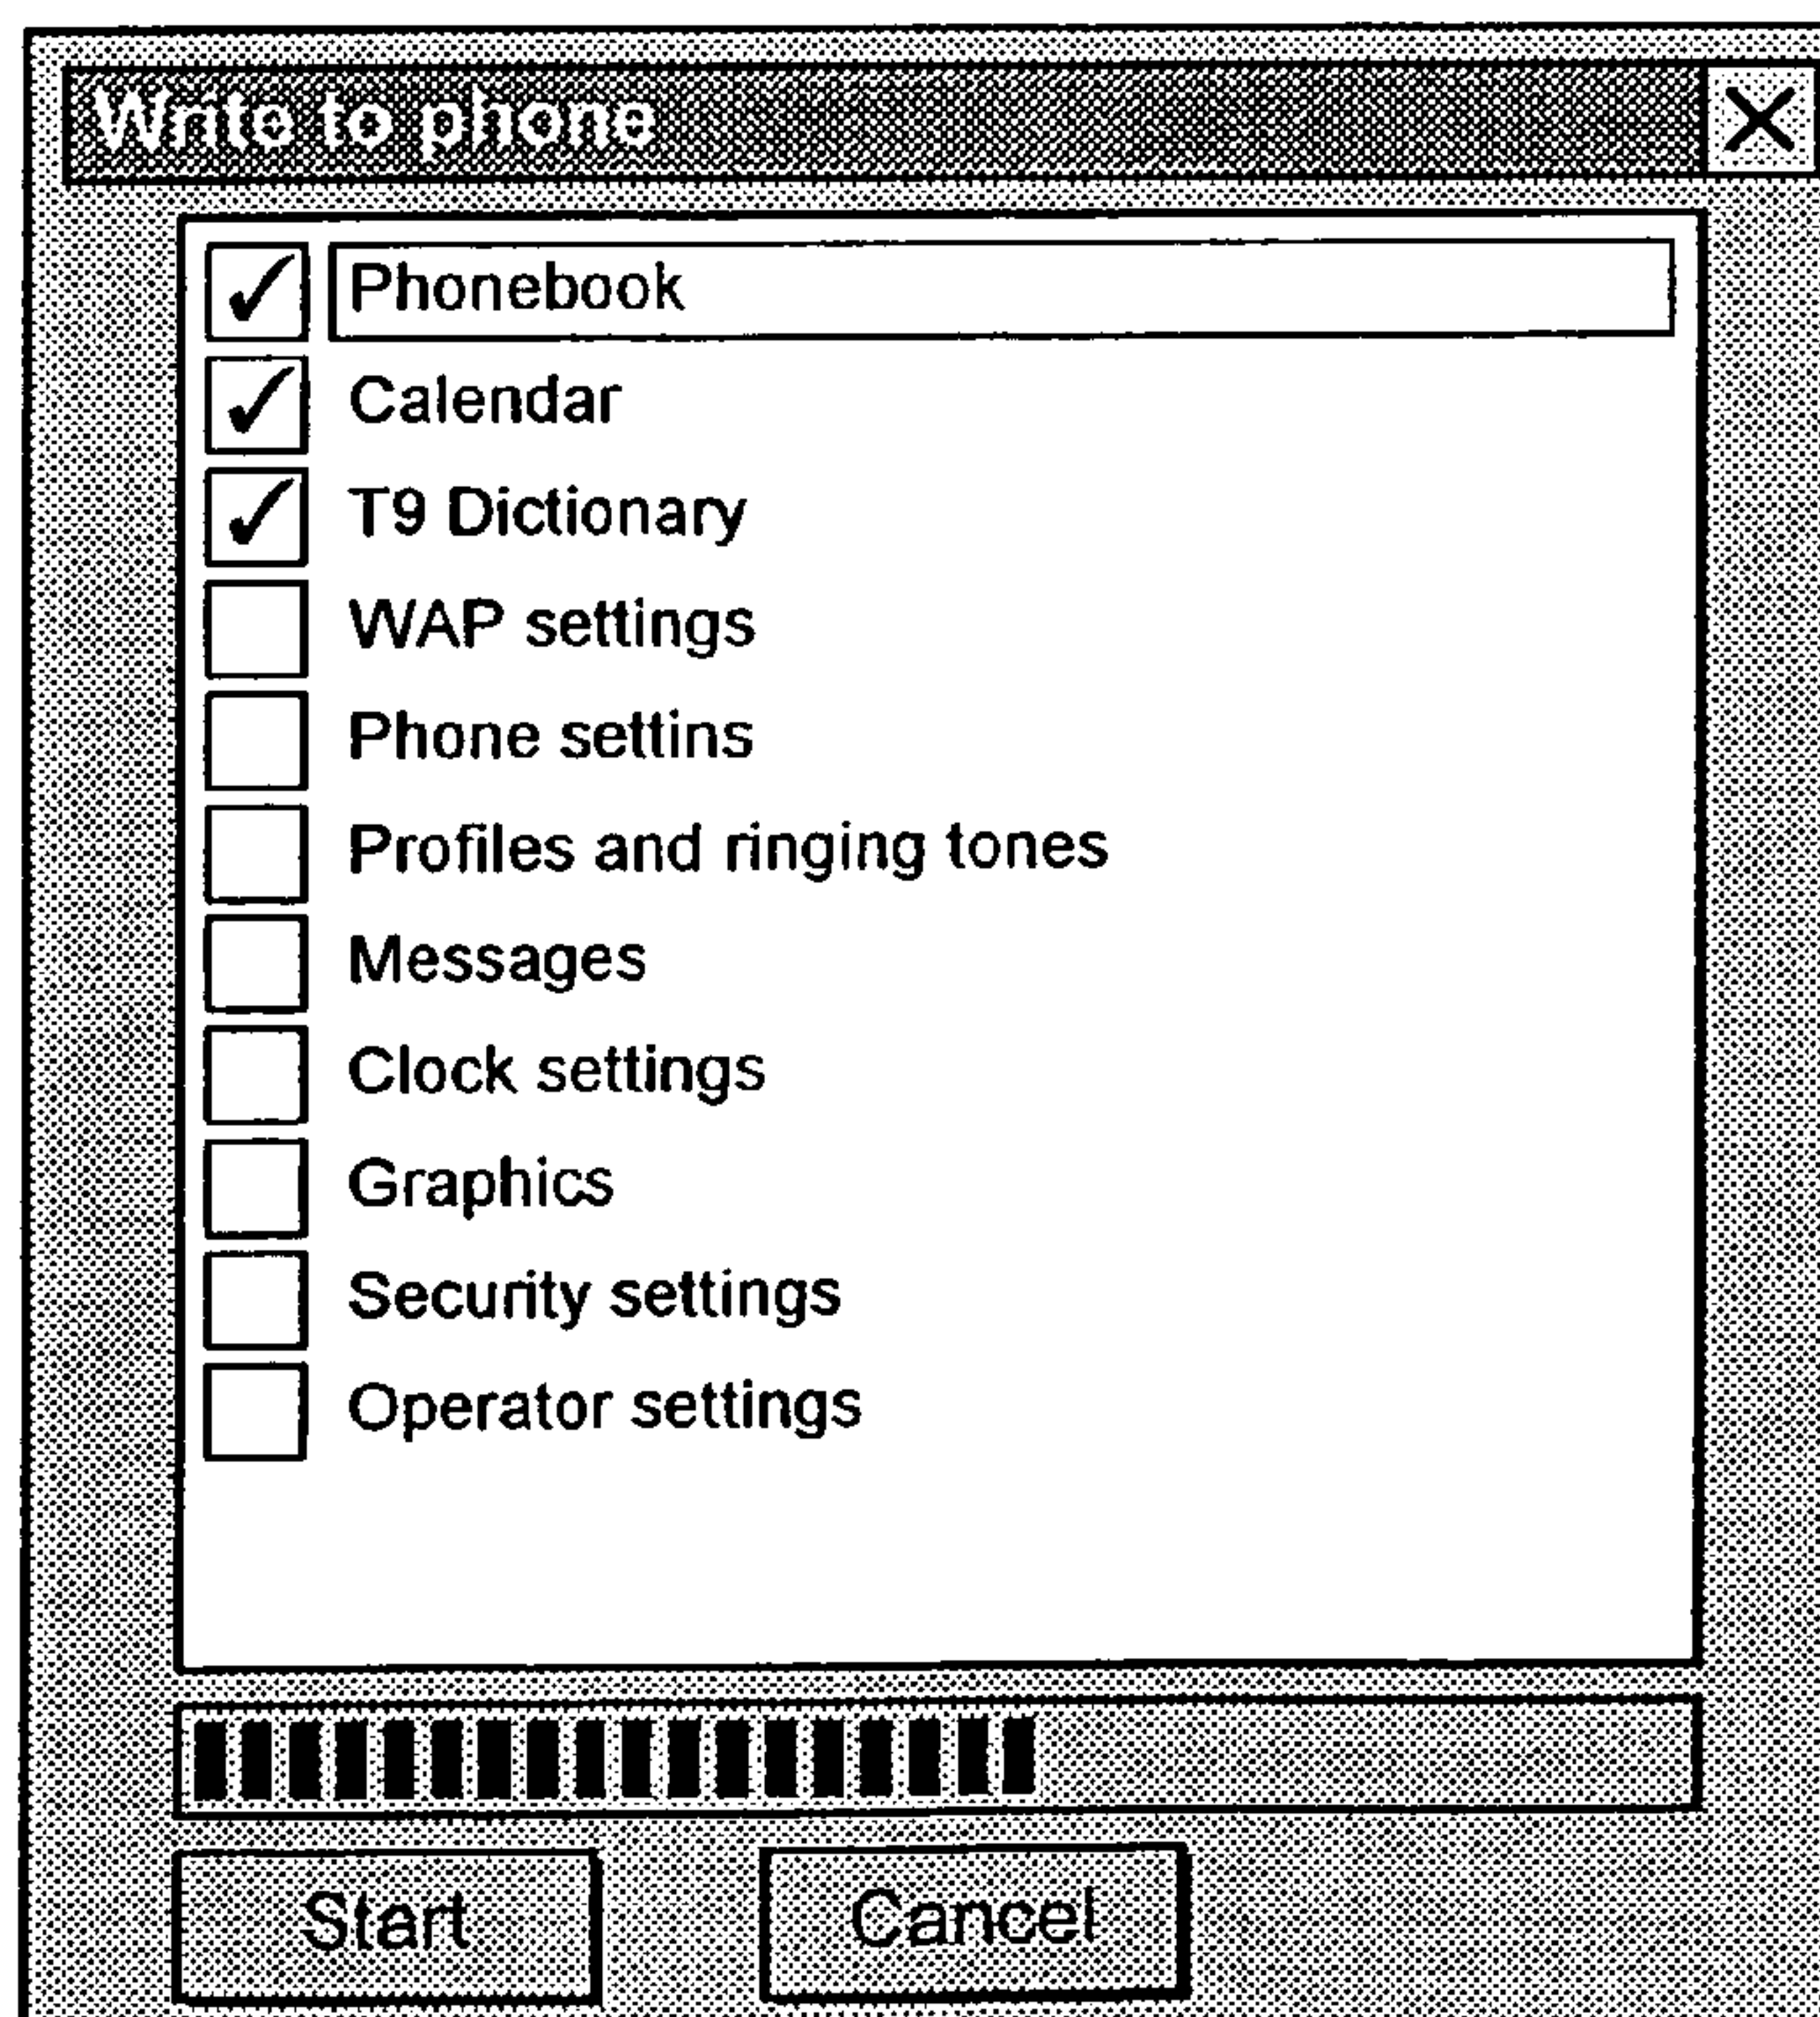 Write to phone
Phonebook
Calendar
T9 Dictionary
WAP settings
Phone settins
Profiles and ringing tones
Messages
Clock settings
Graphics
Security settings
Operator settings
Start
Cancel